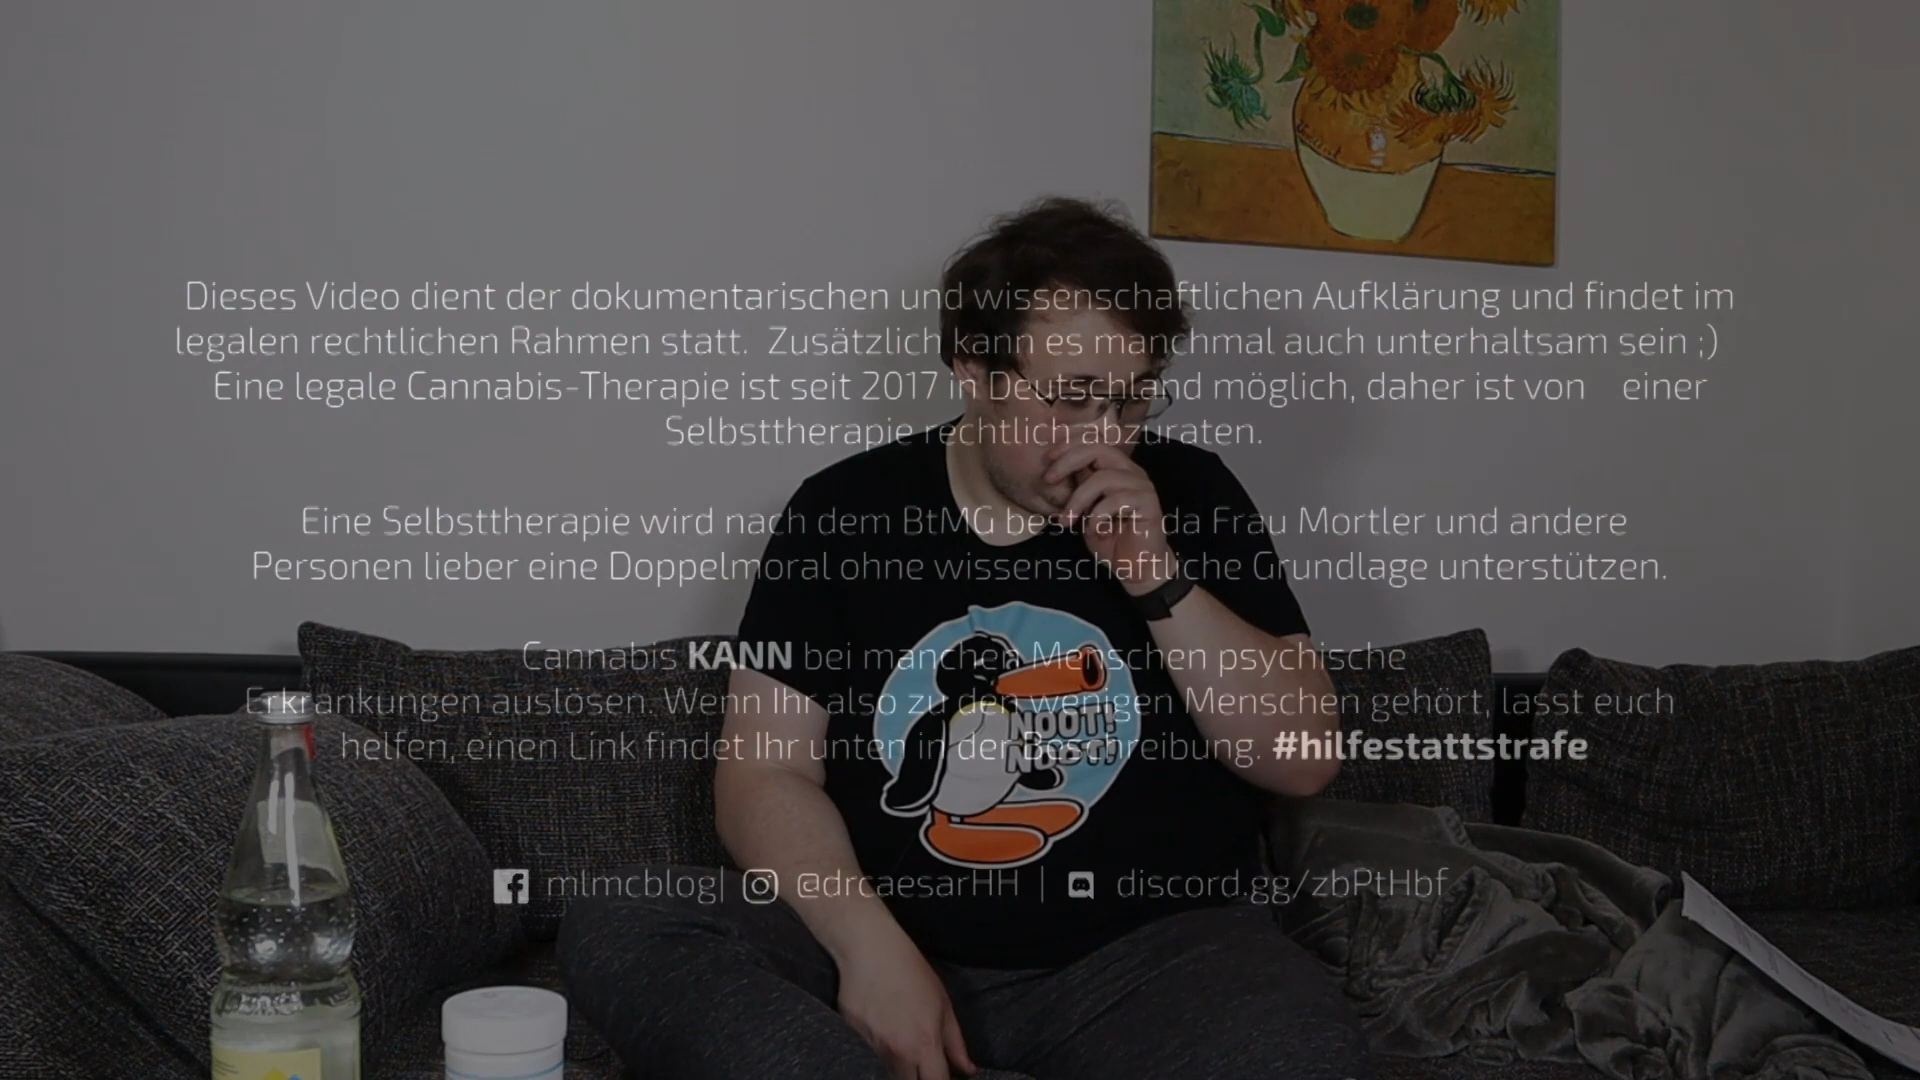 Dieses Video dient der dokumentarischen und wissenschaftlichen Aufklärung und findet im
legalen rechtlichen Rahmen statt. Zusätzlich kann es manchmal auch unterhaltsam sein ;)
Eine legale Cannabis-Therapie ist seit 2017 in Deutschland möglich, daher ist von einer
Selbsttherapie rechtlich abzuraten.
Eine Selbsttherapie wird nach dem BtMG bestraft, da Frau Mortler und andere
Personen lieber eine Doppelmoral ohne wissenschaftliche Grundlage unterstützen.
Cannabis KANN bei manchen Menschen psychische
Erkrankungen auslösen. Wenn Ihr also zu den wenigen Menschen gehört, lasst euch
helfen, einen Link findet Ihr unten in der Beschreibung. #hilfestattstrafe
NOOT!
NOOT!
mlmcblog| @drcaesarHH | discord.gg/zbPtHbf